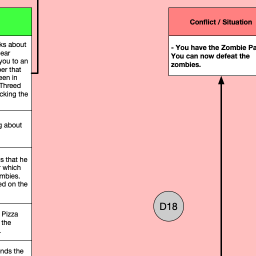 Conflict / Situation
- You have the Zombie Pa
You can now defeat the
zombies.
ks about
ear
you to an
er that
een in
Threed
cking the
g about
s that he
which
mbies.
ed on the
Pizza
the
nds the
D18